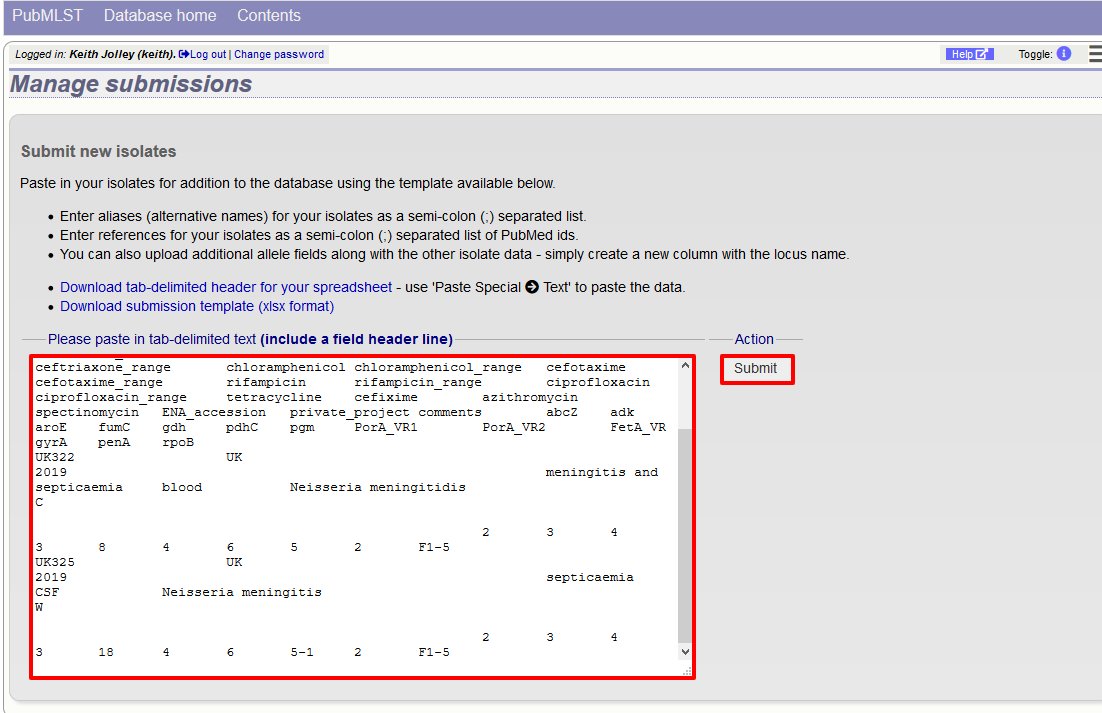 PubMLST Database home Contents
Logged in: Keith Jolley (keith). Log out | Change password Help Toggle:
Manage submissions
Submit new isolates
Paste in your isolates for addition to the database using the template available below.
• Enter aliases (alternative names) for your isolates as a semi-colon (;) separated list.
• Enter references for your isolates as a semi-colon (;) separated list of PubMed ids.
• You can also upload additional allele fields along with the other isolate data - simply create a new column with the locus name.
• Download tab-delimited header for your spreadsheet - use 'Paste Special → Text' to paste the data.
• Download submission template (xlsx format)
Please paste in tab-delimited text (include a field header line) Action
Submit
ceftriaxone_range chloramphenicol chloramphenicol_range cefotaxime
cefotaxime_range rifampicin rifampicin_range ciprofloxacin
ciprofloxacin_range tetracycline cefixime azithromycin
spectinomycin ENA_accession private_project comments abcZ adk
aroE fumC gdh pdhC pgm PorA_VR1 PorA_VR2 FetA_VR
gyrA penA rpoB
UK322 UK
2019 meningitis and
septicaemia blood Neisseria meningitidis
C
2 3 4
3 8 4 6 5 2 F1-5
UK325 UK
2019 septicaemia
CSF Neisseria meningitis
W
2 3 4
3 18 4 6 5-1 2 F1-5